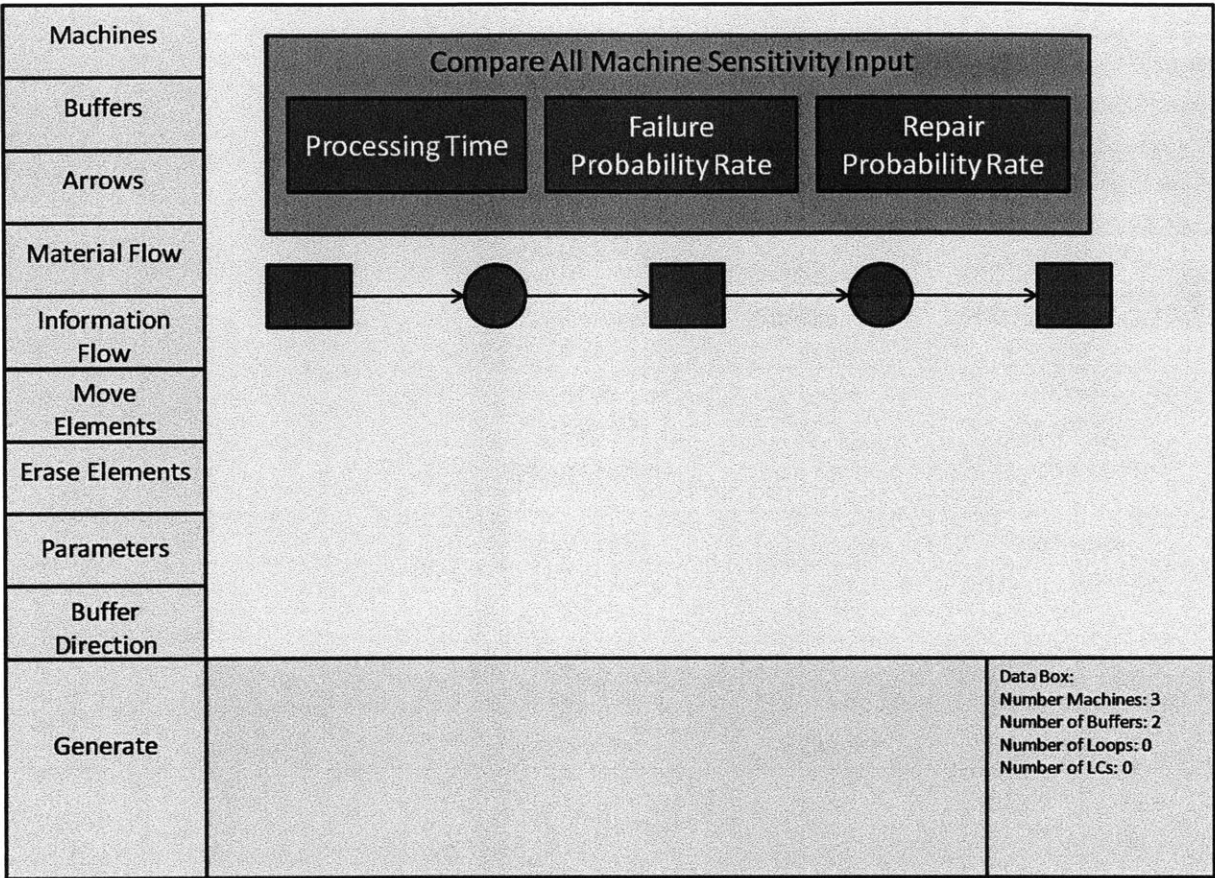 Machines
Buffers
Arrows
Material Flow
Information
Flow
Move
Elements
Erase Elements
Parameters
Buffer
Direction
Generate
Compare All Machine Sensitivity Input
Processing Time
Failure
Probability Rate
Repair
Probability Rate
Data Box:
Number Machines: 3
Number of Buffers: 2
Number of Loops: 0
Number of LCs: 0